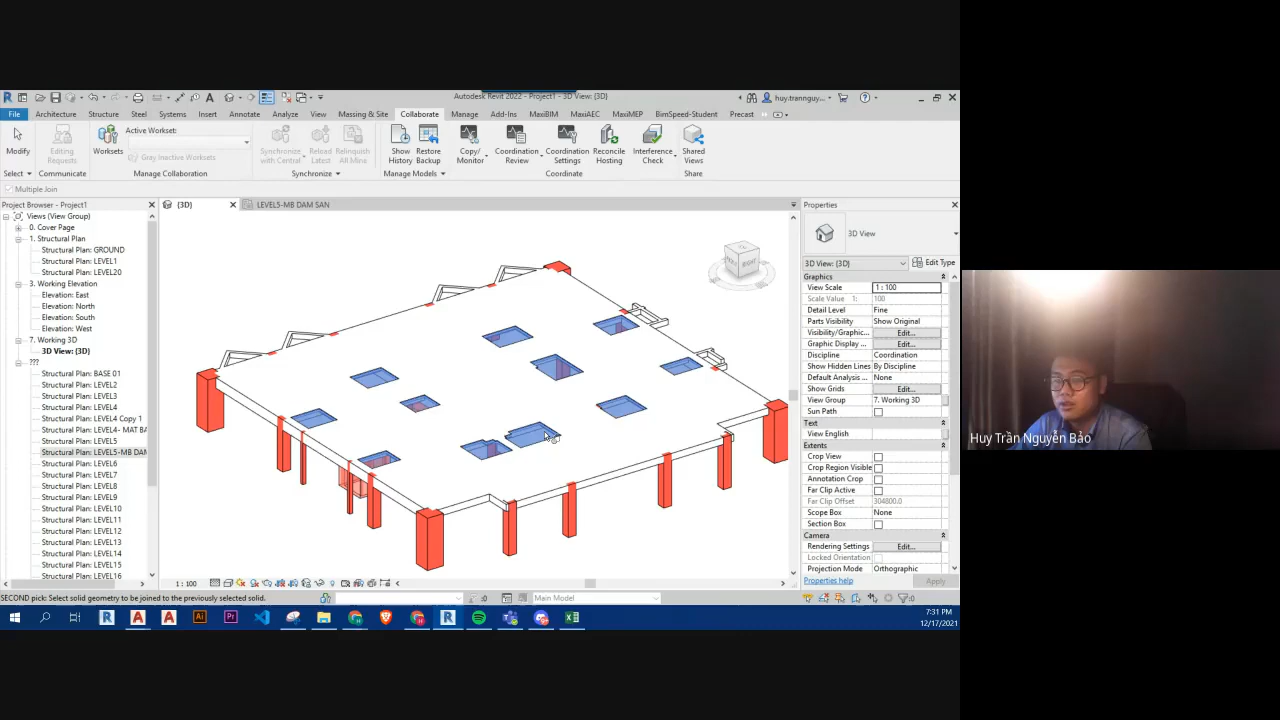 Autodesk Revit 2022 - Project1 - 3D View: {3D}
huy.trannguy...
File Architecture Structure Steel Systems Insert Annotate Analyze Massing & Site Collaborate View Manage Add-Ins MaxiBIM MaxiAEC MaxiMEP BimSpeed-Student Precast
Modify
Select
Editing Requests
Communicate
Worksets
Active Workset:
Gray Inactive Worksets
Manage Collaboration
Synchronize with Central
Reload Latest
Relinquish All Mine
Synchronize
Show History
Restore Backup
Manage Models
Copy/ Monitor
Coordination Review
Coordination Settings
Reconcile Hosting
Interference Check
Coordinate
Shared Views
Share
Multiple Join
Project Browser - Project1
Views (View Group)
0. Cover Page
1. Structural Plan
Structural Plan: GROUND
Structural Plan: LEVEL1
Structural Plan: LEVEL20
3. Working Elevation
Elevation: East
Elevation: North
Elevation: South
Elevation: West
7. Working 3D
3D View: {3D}
???
Structural Plan: BASE 01
Structural Plan: LEVEL2
Structural Plan: LEVEL3
Structural Plan: LEVEL4
Structural Plan: LEVEL4 Copy 1
Structural Plan: LEVEL4- MAT BA
Structural Plan: LEVEL5
Structural Plan: LEVEL5-MB DAM
Structural Plan: LEVEL6
Structural Plan: LEVEL7
Structural Plan: LEVEL8
Structural Plan: LEVEL9
Structural Plan: LEVEL10
Structural Plan: LEVEL11
Structural Plan: LEVEL12
Structural Plan: LEVEL13
Structural Plan: LEVEL14
Structural Plan: LEVEL15
Structural Plan: LEVEL16
{3D}
LEVEL5-MB DAM SAN
RIGHT
1 : 100
Properties
3D View
3D View: {3D} Edit Type
Graphics
View Scale 1 : 100
Scale Value 1: 100
Detail Level Fine
Parts Visibility Show Original
Visibility/Graphic... Edit...
Graphic Display ... Edit...
Discipline Coordination
Show Hidden Lines By Discipline
Default Analysis ... None
Show Grids Edit...
View Group 7. Working 3D
Sun Path
Text
View English
Extents
Crop View
Crop Region Visible
Annotation Crop
Far Clip Active
Far Clip Offset 304800.0
Scope Box None
Section Box
Camera
Rendering Settings Edit...
Locked Orientation
Projection Mode Orthographic
Properties help Apply
SECOND pick: Select solid geometry to be joined to the previously selected solid.
:0
Main Model
:0
7:31 PM
12/17/2021
Huy Trần Nguyễn Bảo